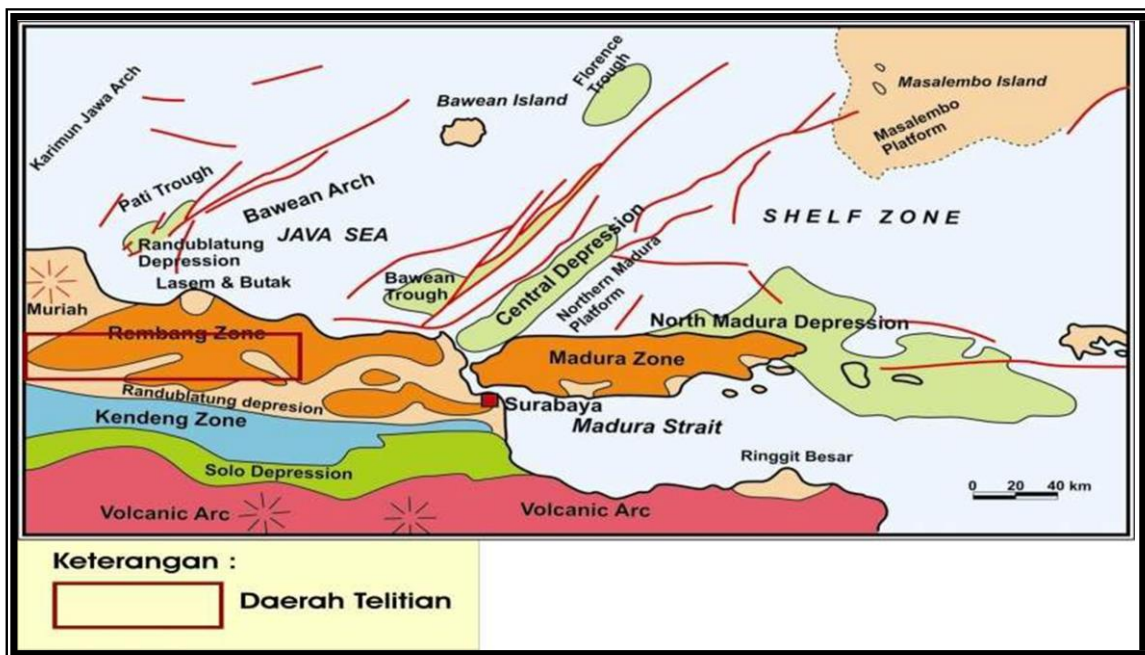 Karimun Jawa Arch
Pati Trough
Bawean Arch
JAVA SEA
Randublatung
Depression
Lasem & Butak
Muriah
Bawean Island
Florence
Trough
Masalembo Island
Masalembo
Platform
SHELF ZONE
Bawean
Trough
Central Depression
Northern Madura
Platform
North Madura Depression
Rembang Zone
Madura Zone
Randublatung depresion
Surabaya
Kendeng Zone
Madura Strait
Solo Depression
Ringgit Besar
Volcanic Arc
Volcanic Arc
0 20 40 km
Keterangan :
Daerah Telitian